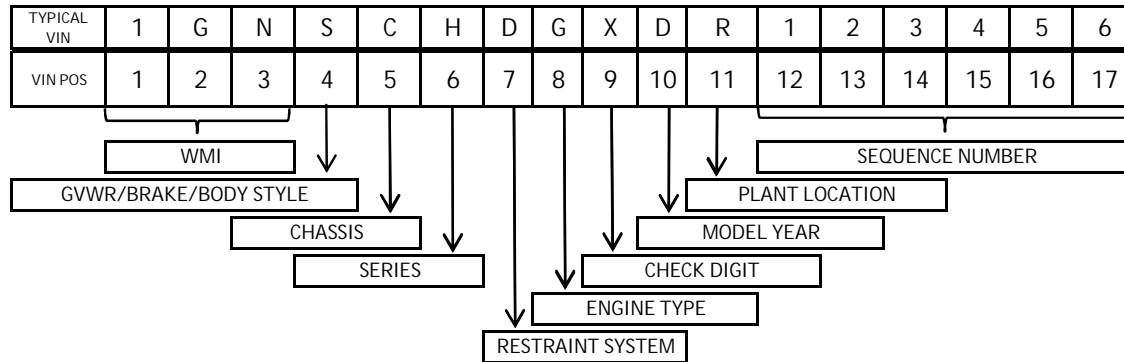 TYPICAL VIN 1 G N S C H D G X D R 1 2 3 4 5 6
VIN POS 1 2 3 4 5 6 7 8 9 10 11 12 13 14 15 16 17
WMI SEQUENCE NUMBER
GVWR/BRAKE/BODY STYLE PLANT LOCATION
CHASSIS MODEL YEAR
SERIES CHECK DIGIT
ENGINE TYPE
RESTRAINT SYSTEM